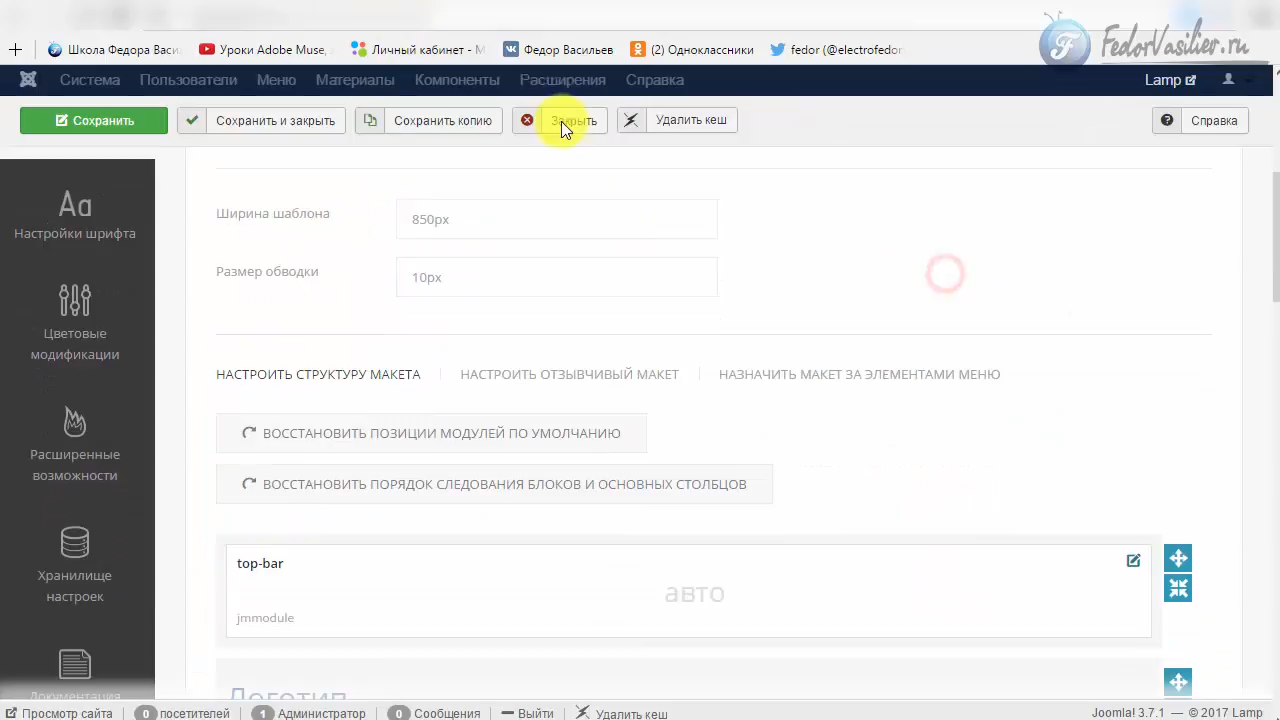 FedorVasiliev.ru
Школа Федора Васи
Уроки Adobe Muse,
Личный кабинет - М
Федор Васильев
(2) Одноклассники
fedor (@electrofedor
Система
Пользователи
Меню
Материалы
Компоненты
Расширения
Справка
Lamp
Сохранить
Сохранить и закрыть
Сохранить копию
Закрыть
Удалить кеш
Справка
Aa
Настройки шрифта
Цветовые
модификации
Расширенные
возможности
Хранилище
настроек
Документация
Ширина шаблона
850px
Размер обводки
10px
НАСТРОИТЬ СТРУКТУРУ МАКЕТА
НАСТРОИТЬ ОТЗЫВЧИВЫЙ МАКЕТ
НАЗНАЧИТЬ МАКЕТ ЗА ЭЛЕМЕНТАМИ МЕНЮ
ВОССТАНОВИТЬ ПОЗИЦИИ МОДУЛЕЙ ПО УМОЛЧАНИЮ
ВОССТАНОВИТЬ ПОРЯДОК СЛЕДОВАНИЯ БЛОКОВ И ОСНОВНЫХ СТОЛБЦОВ
top-bar
авто
jmmodule
Логотип
Просмотр сайта
0 посетителей
1 Администратор
0 Сообщения
Выйти
Удалить кеш
Joomla! 3.7.1 — © 2017 Lamp